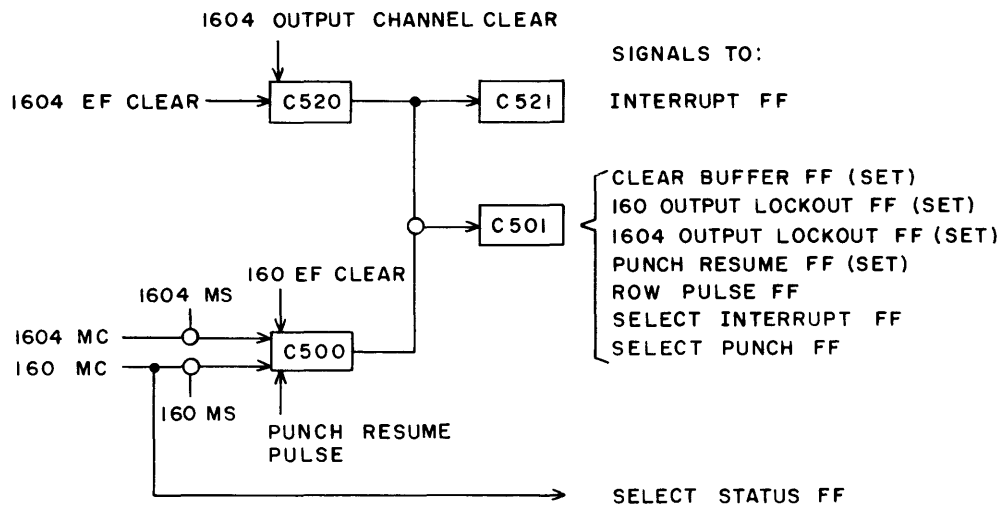 1604 OUTPUT CHANNEL CLEAR
SIGNALS TO:
1604 EF CLEAR
C520
C521
INTERRUPT FF
C501
CLEAR BUFFER FF (SET)
160 OUTPUT LOCKOUT FF (SET)
1604 OUTPUT LOCKOUT FF (SET)
PUNCH RESUME FF (SET)
ROW PULSE FF
SELECT INTERRUPT FF
SELECT PUNCH FF
160 EF CLEAR
1604 MS
1604 MC
160 MC
C500
160 MS
PUNCH RESUME
PULSE
SELECT STATUS FF